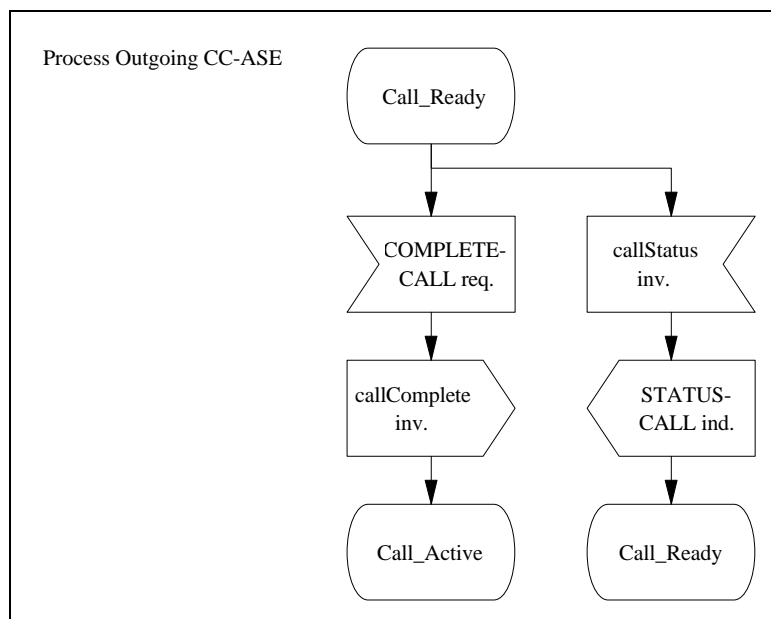 Process Outgoing CC-ASE
Call_Ready
COMPLETE-
CALL req.
callStatus
inv.
callComplete
inv.
STATUS-
CALL ind.
Call_Active
Call_Ready